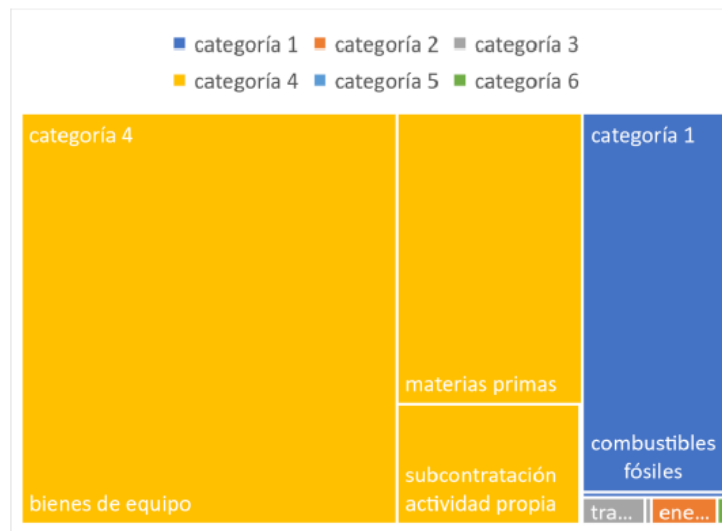 categoría 1 categoría 2 categoría 3
categoría 4 categoría 5 categoría 6
categoría 4
bienes de equipo
materias primas
subcontratación
actividad propia
categoría 1
combustibles
fósiles
tra...
ene...